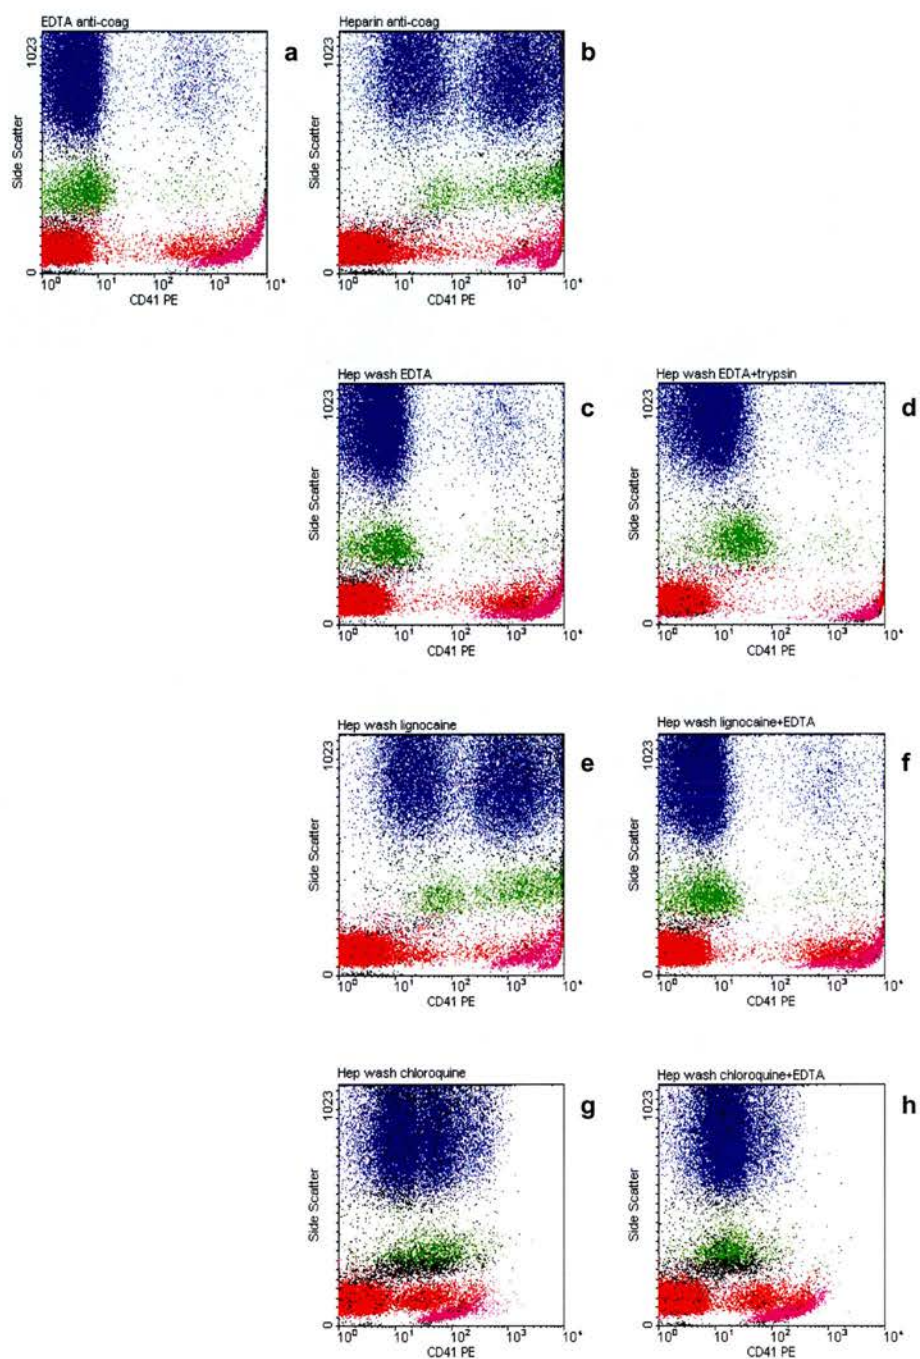 EDTA anti-coag
a
1023
Side Scatter
0
10⁰ 10¹ 10² 10³ 10⁴
CD41 PE
Heparin anti-coag
b
1023
Side Scatter
0
10⁰ 10¹ 10² 10³ 10⁴
CD41 PE
Hep wash EDTA
c
1023
Side Scatter
0
10⁰ 10¹ 10² 10³ 10⁴
CD41 PE
Hep wash EDTA+trypsin
d
1023
Side Scatter
0
10⁰ 10¹ 10² 10³ 10⁴
CD41 PE
Hep wash lignocaine
e
1023
Side Scatter
0
10⁰ 10¹ 10² 10³ 10⁴
CD41 PE
Hep wash lignocaine+EDTA
f
1023
Side Scatter
0
10⁰ 10¹ 10² 10³ 10⁴
CD41 PE
Hep wash chloroquine
g
1023
Side Scatter
0
10⁰ 10¹ 10² 10³ 10⁴
CD41 PE
Hep wash chloroquine+EDTA
h
1023
Side Scatter
0
10⁰ 10¹ 10² 10³ 10⁴
CD41 PE